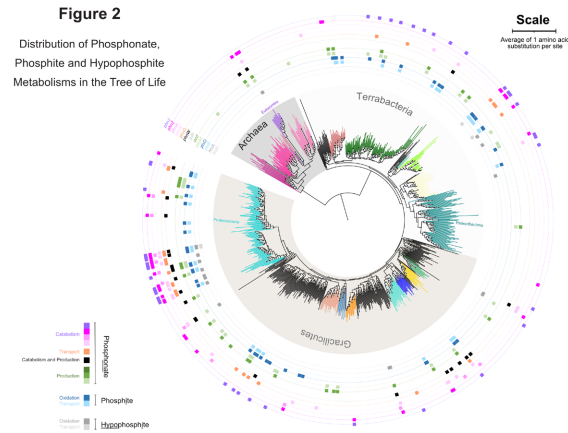 Figure 2
Distribution of Phosphonate,
Phosphite and Hypophosphite
Metabolisms in the Tree of Life
Scale
Average of 1 amino acid
substitution per site
Terrabacteria
Archaea
Gracilicutes
Catabolism
Transport
Catabolism and Production
Production
Phosphonate
Oxidation
Transport
Phosphite
Oxidation
Transport
Hypophosphite